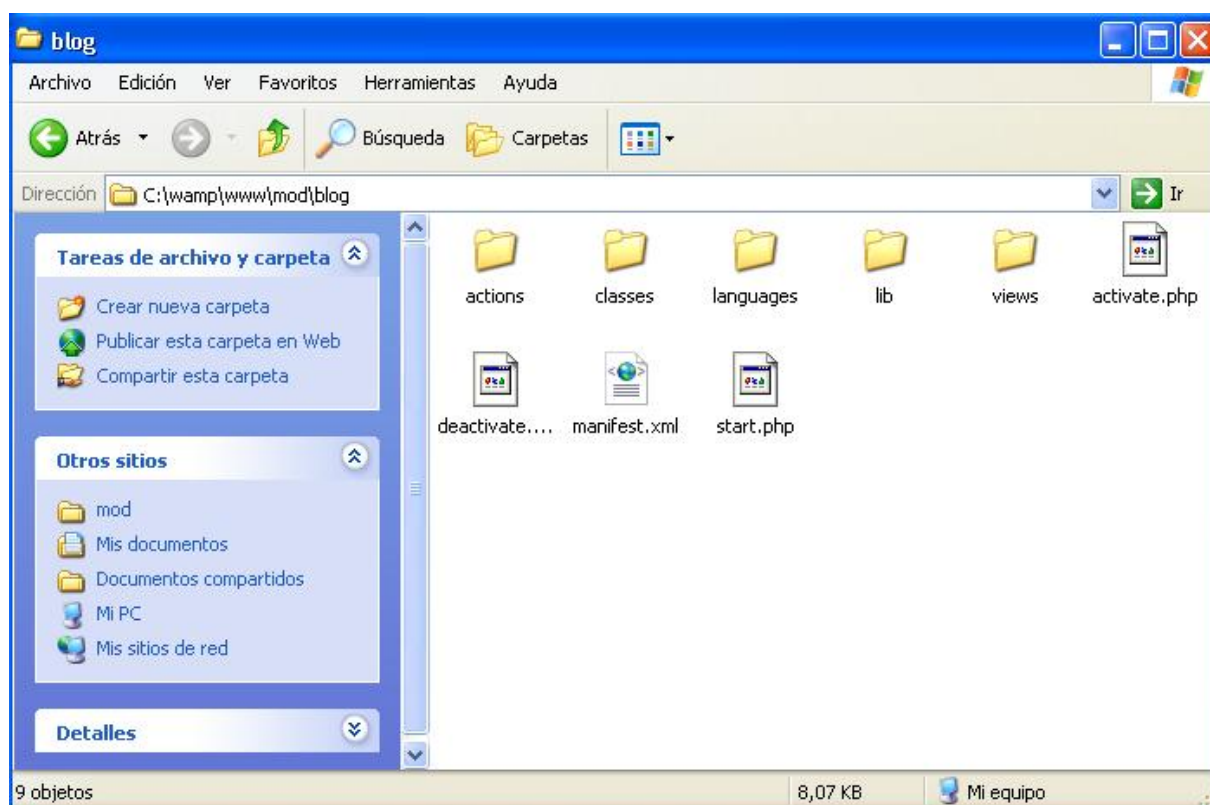 blog
Archivo Edición Ver Favoritos Herramientas Ayuda
Atrás Búsqueda Carpetas
Dirección C:\wamp\www\mod\blog Ir
Tareas de archivo y carpeta
Crear nueva carpeta
Publicar esta carpeta en Web
Compartir esta carpeta
Otros sitios
mod
Mis documentos
Documentos compartidos
Mi PC
Mis sitios de red
Detalles
actions classes languages lib views activate.php
deactivate.... manifest.xml start.php
9 objetos 8,07 KB Mi equipo